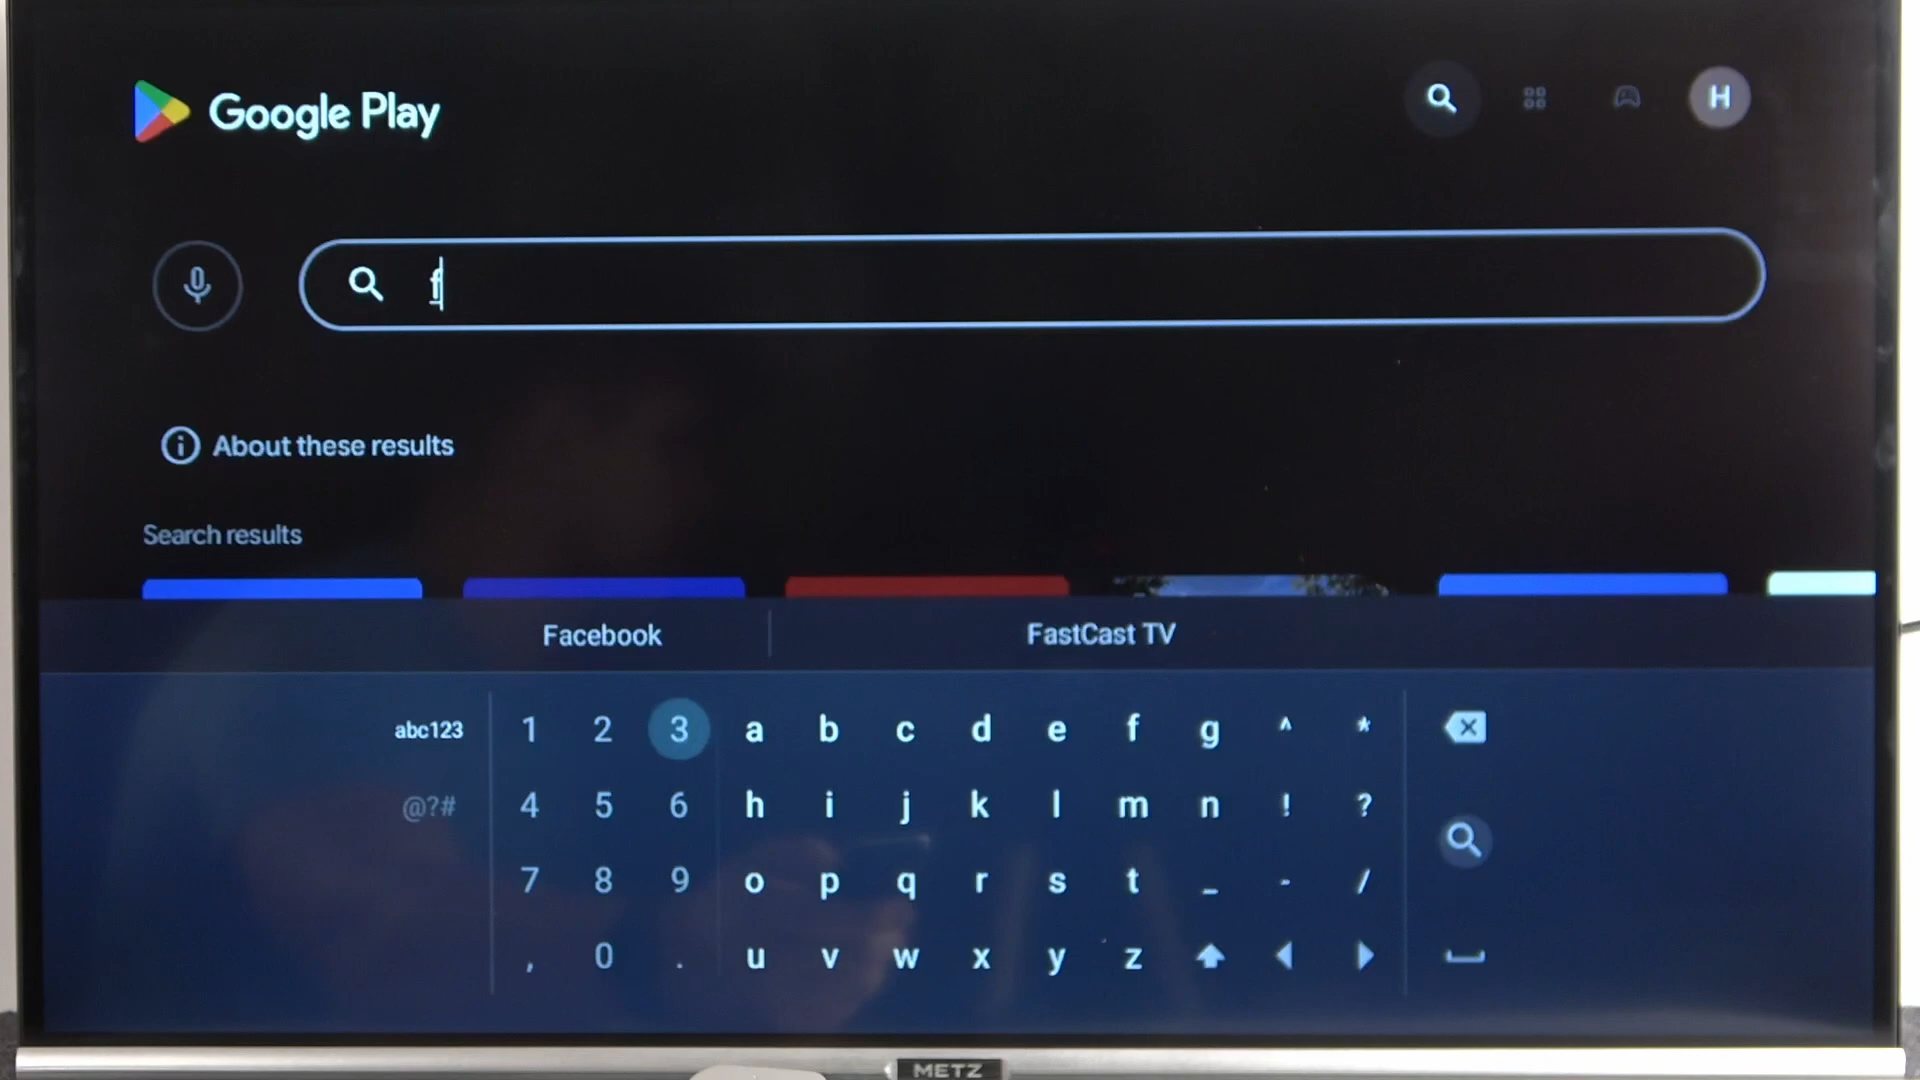 Google Play
H
f
About these results
Search results
Facebook
FastCast TV
abc123 1 2 3 a b c d e f g ^ *
@?# 4 5 6 h i j k l m n ! ?
7 8 9 o p q r s t _ - /
, 0 . u v w x y z
METZ